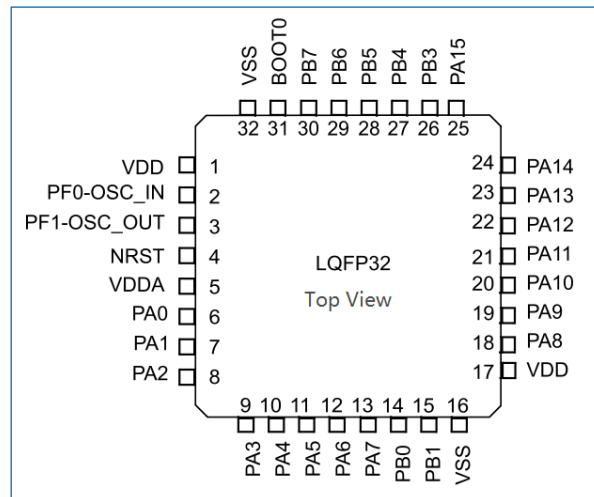 VSS
BOOT0
PB7
PB6
PB5
PB4
PB3
PA15
32 31 30 29 28 27 26 25
VDD 1
PF0-OSC_IN 2
PF1-OSC_OUT 3
NRST 4
VDDA 5
PA0 6
PA1 7
PA2 8
LQFP32
Top View
24 PA14
23 PA13
22 PA12
21 PA11
20 PA10
19 PA9
18 PA8
17 VDD
9 10 11 12 13 14 15 16
PA3
PA4
PA5
PA6
PA7
PB0
PB1
VSS